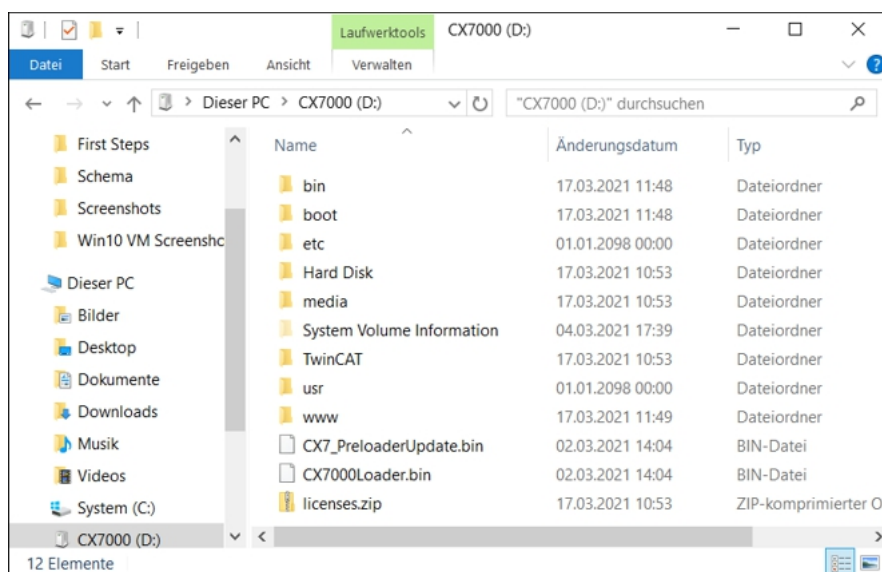 Laufwerktools CX7000 (D:)
Datei Start Freigeben Ansicht Verwalten
Dieser PC > CX7000 (D:) "CX7000 (D:)" durchsuchen
Name Änderungsdatum Typ
First Steps
Schema
Screenshots
Win10 VM Screenshc
Dieser PC
Bilder
Desktop
Dokumente
Downloads
Musik
Videos
System (C:)
CX7000 (D:)
bin 17.03.2021 11:48 Dateiordner
boot 17.03.2021 11:48 Dateiordner
etc 01.01.2098 00:00 Dateiordner
Hard Disk 17.03.2021 10:53 Dateiordner
media 17.03.2021 10:53 Dateiordner
System Volume Information 04.03.2021 17:39 Dateiordner
TwinCAT 17.03.2021 10:53 Dateiordner
usr 01.01.2098 00:00 Dateiordner
www 17.03.2021 11:49 Dateiordner
CX7_PreloaderUpdate.bin 02.03.2021 14:04 BIN-Datei
CX7000Loader.bin 02.03.2021 14:04 BIN-Datei
licenses.zip 17.03.2021 10:53 ZIP-komprimierter O
12 Elemente